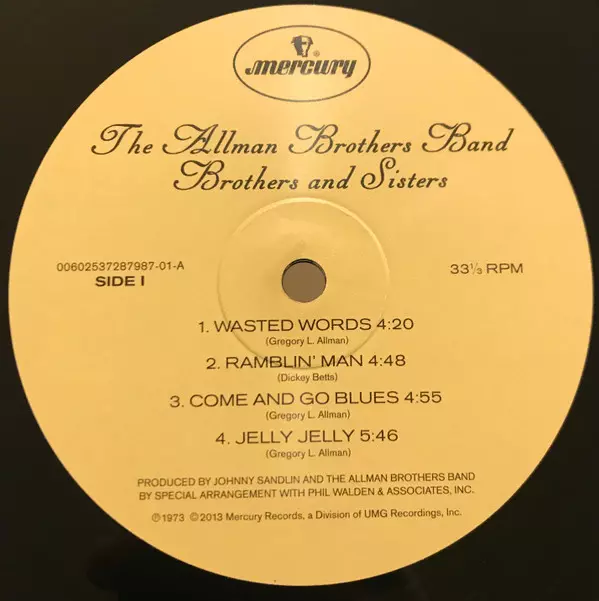 mercury
The Allman Brothers Band
Brothers and Sisters
00602537287987-01-A
SIDE I
33⅓ RPM
1. WASTED WORDS 4:20
(Gregory L. Allman)
2. RAMBLIN' MAN 4:48
(Dickey Betts)
3. COME AND GO BLUES 4:55
(Gregory L. Allman)
4. JELLY JELLY 5:46
(Gregory L. Allman)
PRODUCED BY JOHNNY SANDLIN AND THE ALLMAN BROTHERS BAND
BY SPECIAL ARRANGEMENT WITH PHIL WALDEN & ASSOCIATES, INC.
℗1973 ©2013 Mercury Records, a Division of UMG Recordings, Inc.